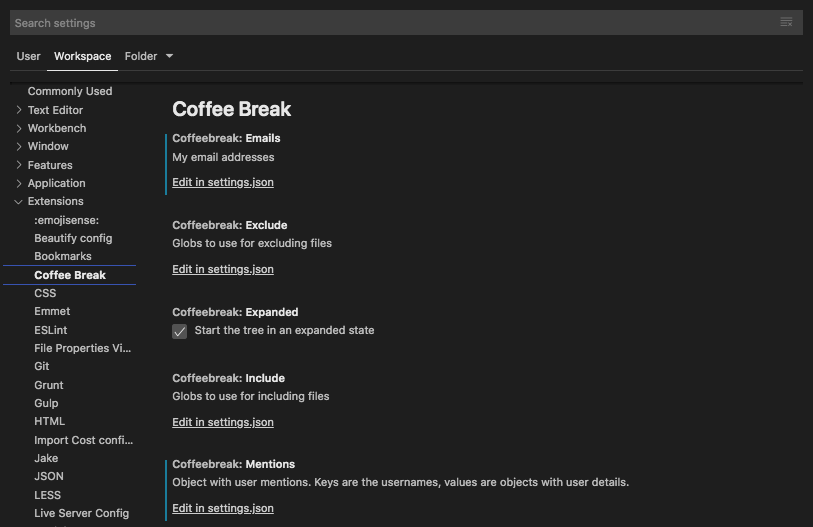 Search settings
User Workspace Folder
Commonly Used
Text Editor
Workbench
Window
Features
Application
Extensions
:emojisense:
Beautify config
Bookmarks
Coffee Break
CSS
Emmet
ESLint
File Properties Vi...
Git
Grunt
Gulp
HTML
Import Cost confi...
Jake
JSON
LESS
Live Server Config
Coffee Break
Coffeebreak: Emails
My email addresses
Edit in settings.json
Coffeebreak: Exclude
Globs to use for excluding files
Edit in settings.json
Coffeebreak: Expanded
Start the tree in an expanded state
Coffeebreak: Include
Globs to use for including files
Edit in settings.json
Coffeebreak: Mentions
Object with user mentions. Keys are the usernames, values are objects with user details.
Edit in settings.json